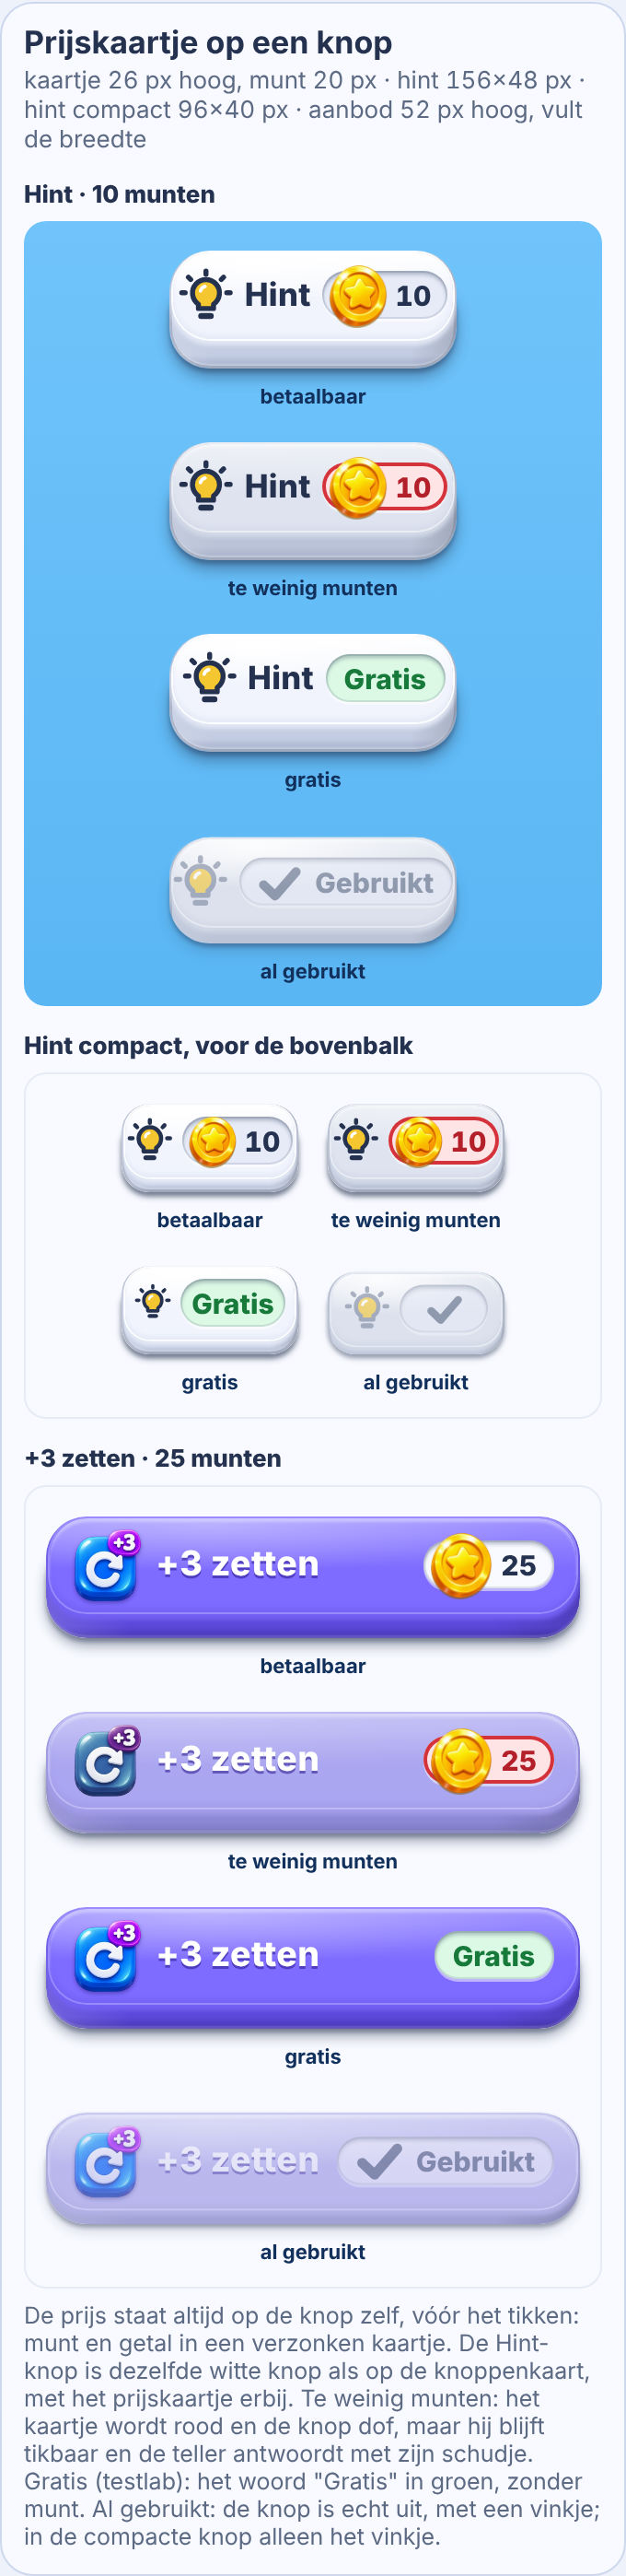 Prijskaartje op een knop
kaartje 26 px hoog, munt 20 px · hint 156×48 px ·
hint compact 96×40 px · aanbod 52 px hoog, vult
de breedte
Hint · 10 munten
Hint 10
betaalbaar
Hint 10
te weinig munten
Hint Gratis
gratis
Gebruikt
al gebruikt
Hint compact, voor de bovenbalk
10 10
betaalbaar te weinig munten
Gratis
gratis al gebruikt
+3 zetten · 25 munten
+3 +3 zetten 25
betaalbaar
+3 +3 zetten 25
te weinig munten
+3 +3 zetten Gratis
gratis
+3 +3 zetten Gebruikt
al gebruikt
De prijs staat altijd op de knop zelf, vóór het tikken:
munt en getal in een verzonken kaartje. De Hint-
knop is dezelfde witte knop als op de knoppenkaart,
met het prijskaartje erbij. Te weinig munten: het
kaartje wordt rood en de knop dof, maar hij blijft
tikbaar en de teller antwoordt met zijn schudje.
Gratis (testlab): het woord "Gratis" in groen, zonder
munt. Al gebruikt: de knop is echt uit, met een vinkje;
in de compacte knop alleen het vinkje.